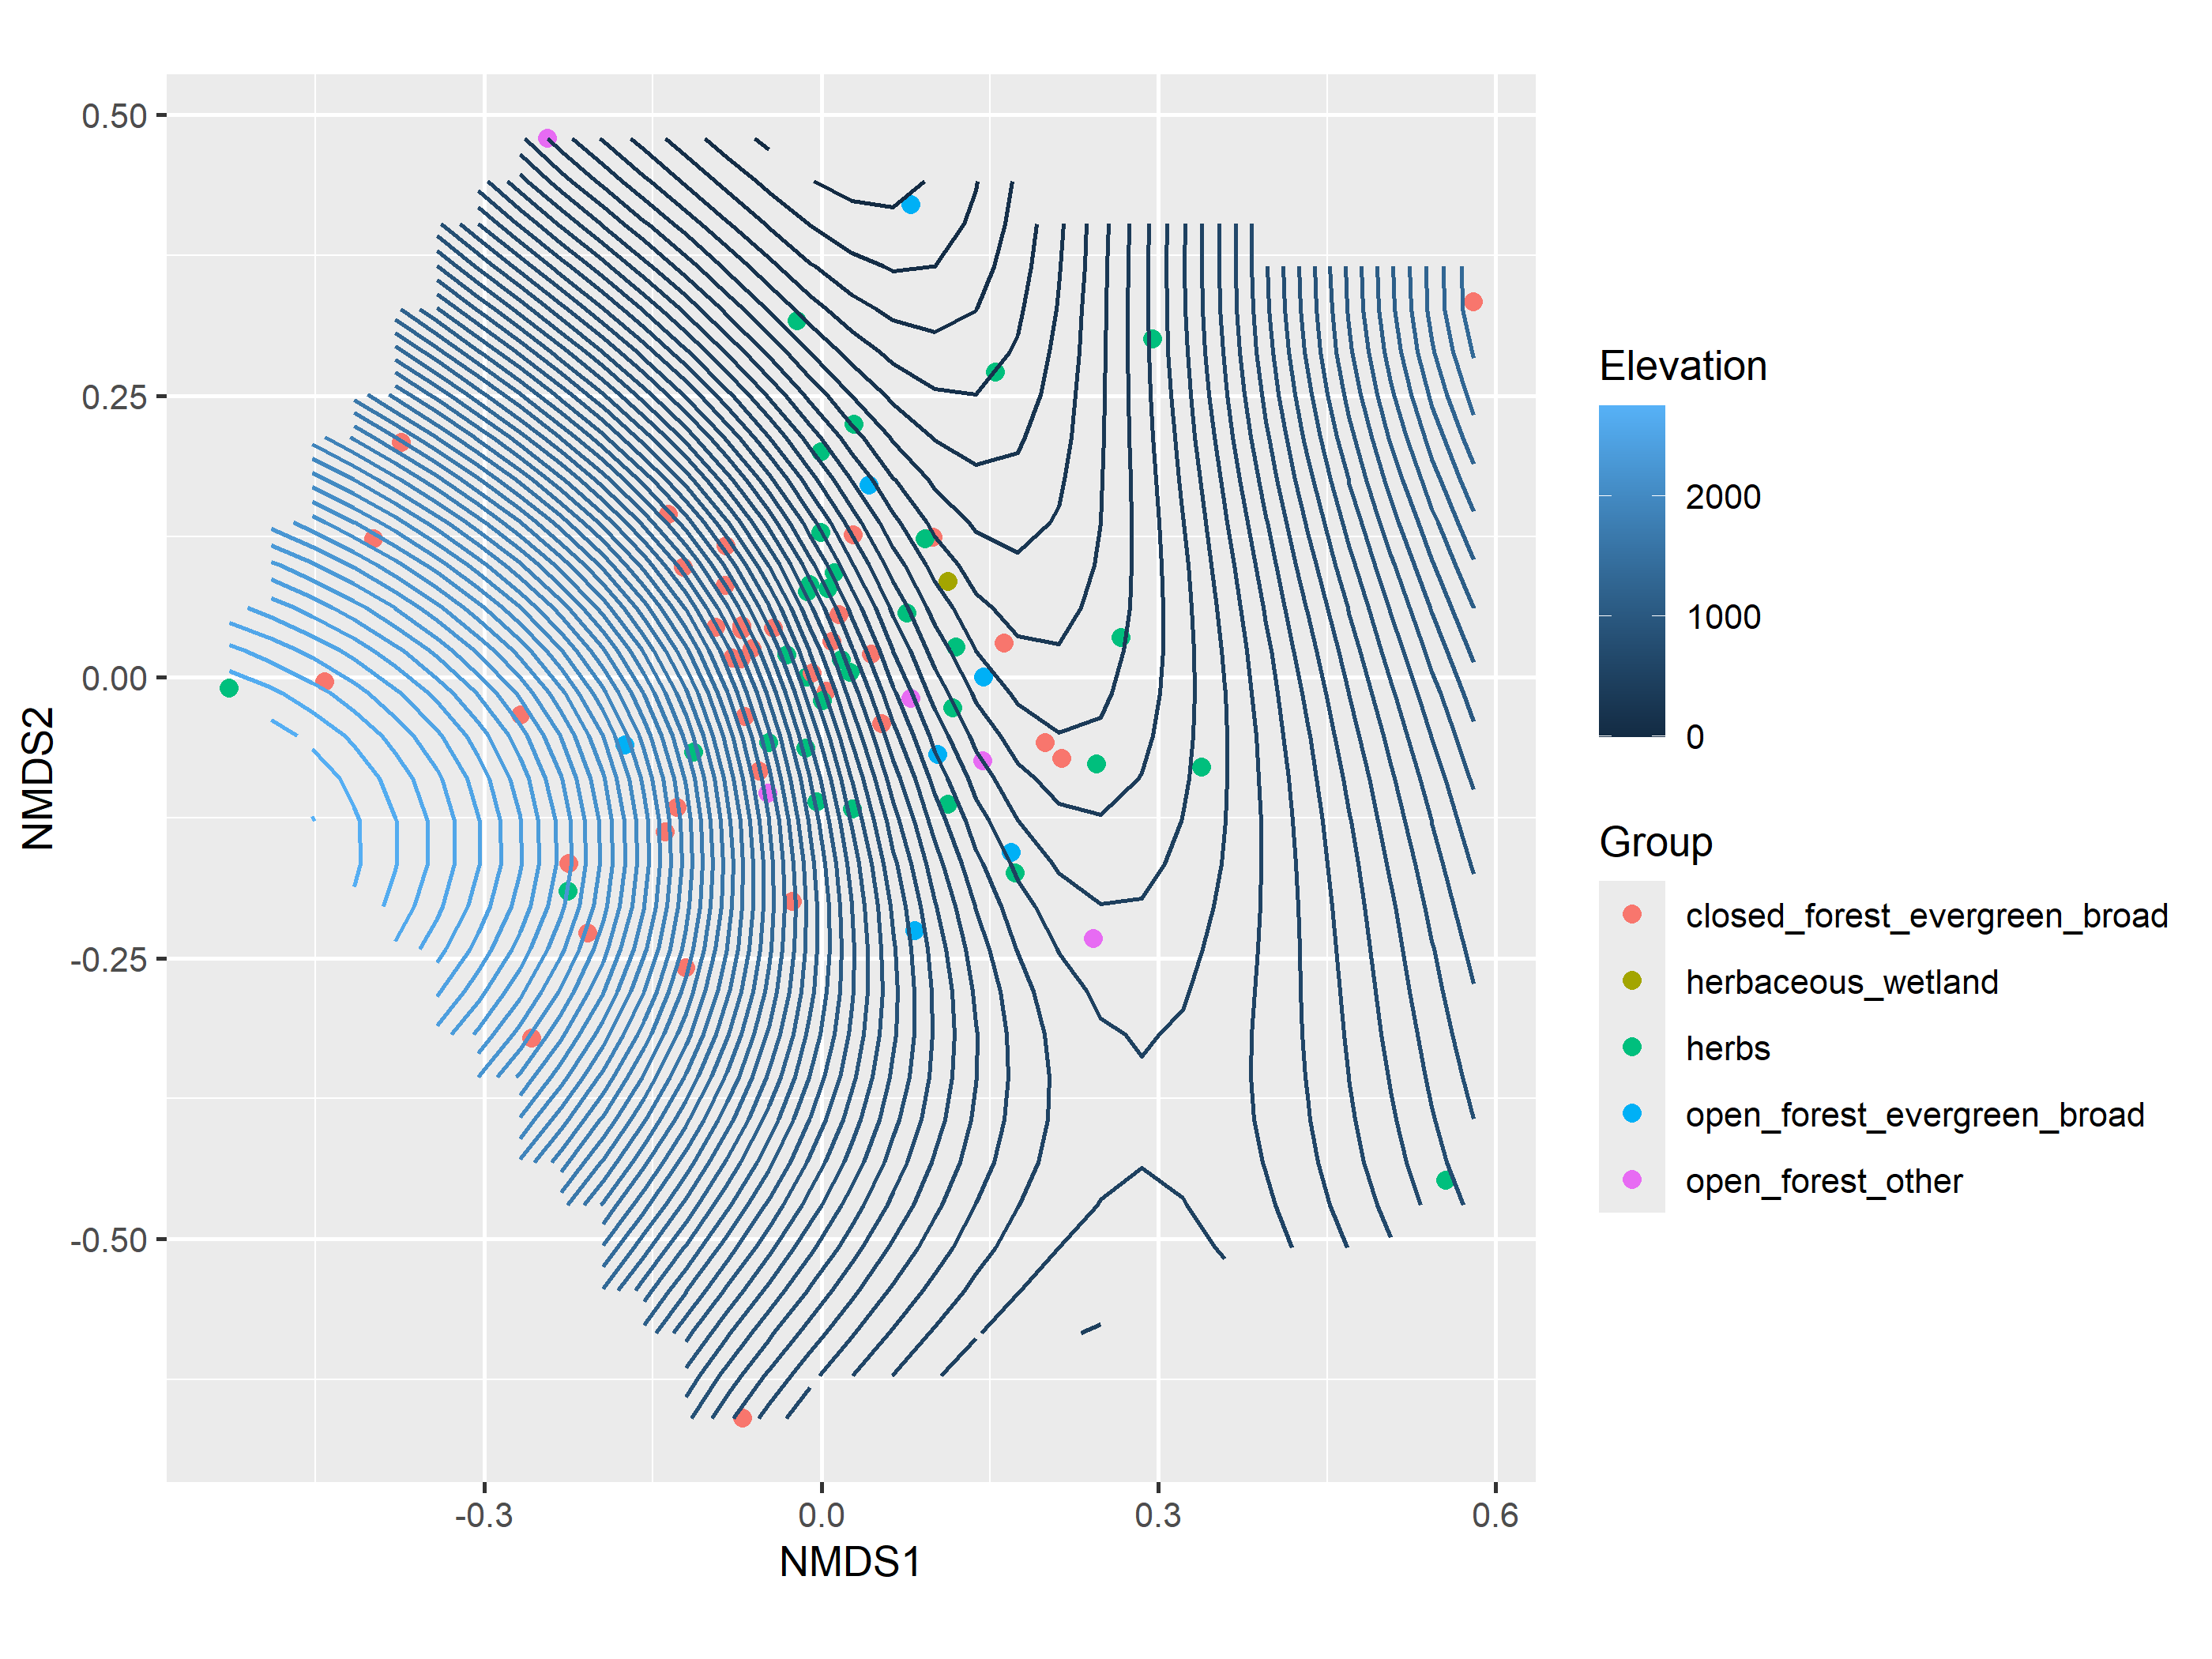 0.50
0.25
0.00
-0.25
-0.50
NMDS2
-0.3
0.0
0.3
0.6
NMDS1
Elevation
2000
1000
0
Group
closed_forest_evergreen_broad
herbaceous_wetland
herbs
open_forest_evergreen_broad
open_forest_other